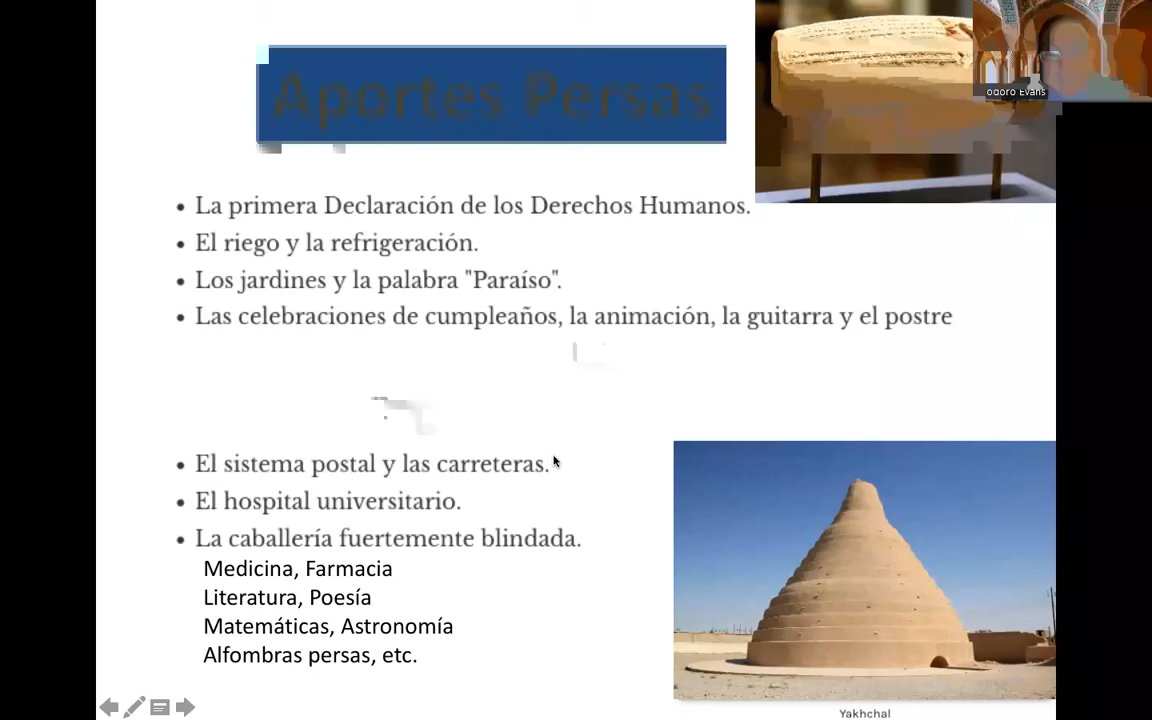 Aportes Persas
Evans
La primera Declaración de los Derechos Humanos.
El riego y la refrigeración.
Los jardines y la palabra "Paraíso".
Las celebraciones de cumpleaños, la animación, la guitarra y el postre
El sistema postal y las carreteras.
El hospital universitario.
La caballería fuertemente blindada.
Medicina, Farmacia
Literatura, Poesía
Matemáticas, Astronomía
Alfombras persas, etc.
Yakhchal